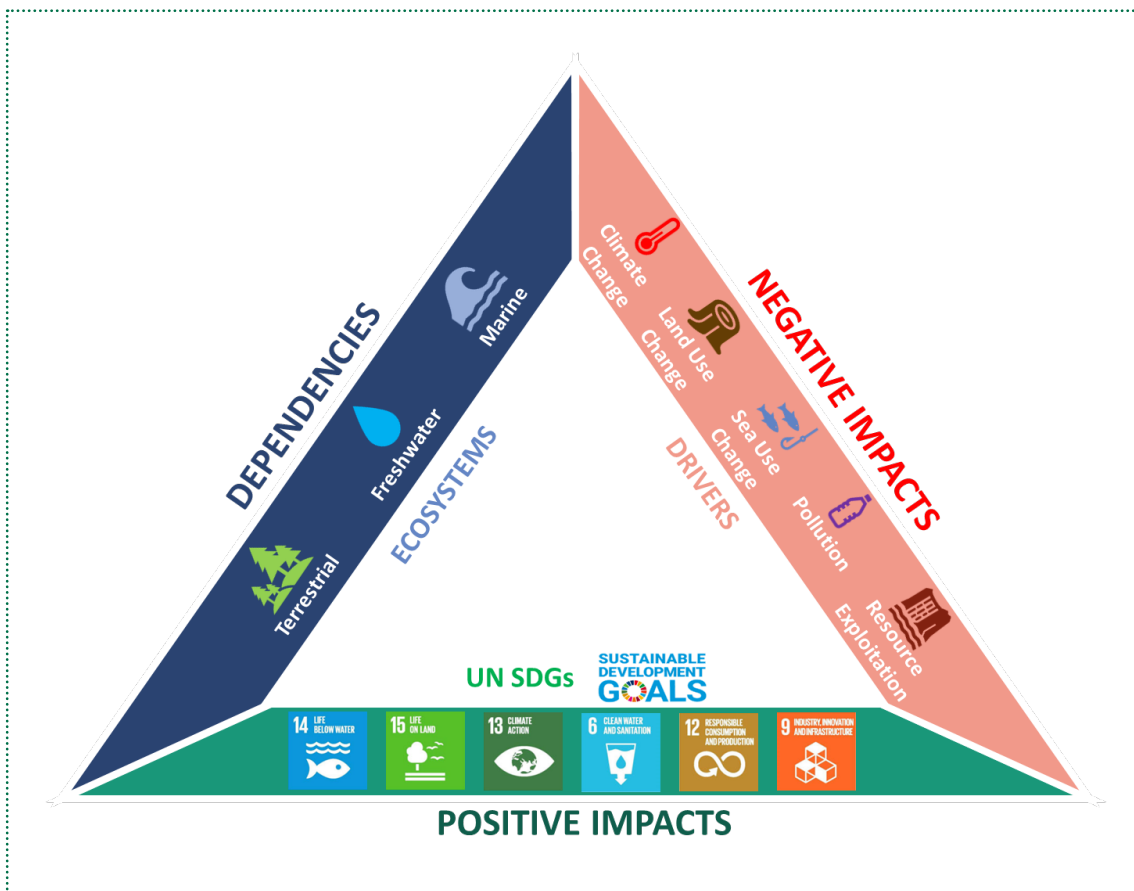 DEPENDENCIES
Marine
Freshwater
Terrestrial
ECOSYSTEMS
NEGATIVE IMPACTS
Climate
Change
Land Use
Change
Sea Use
Change
Pollution
Resource
Exploitation
DRIVERS
UN SDGs
SUSTAINABLE
DEVELOPMENT
GOALS
14 LIFE
BELOW WATER
15 LIFE
ON LAND
13 CLIMATE
ACTION
6 CLEAN WATER
AND SANITATION
12 RESPONSIBLE
CONSUMPTION
AND PRODUCTION
9 INDUSTRY, INNOVATION
AND INFRASTRUCTURE
POSITIVE IMPACTS